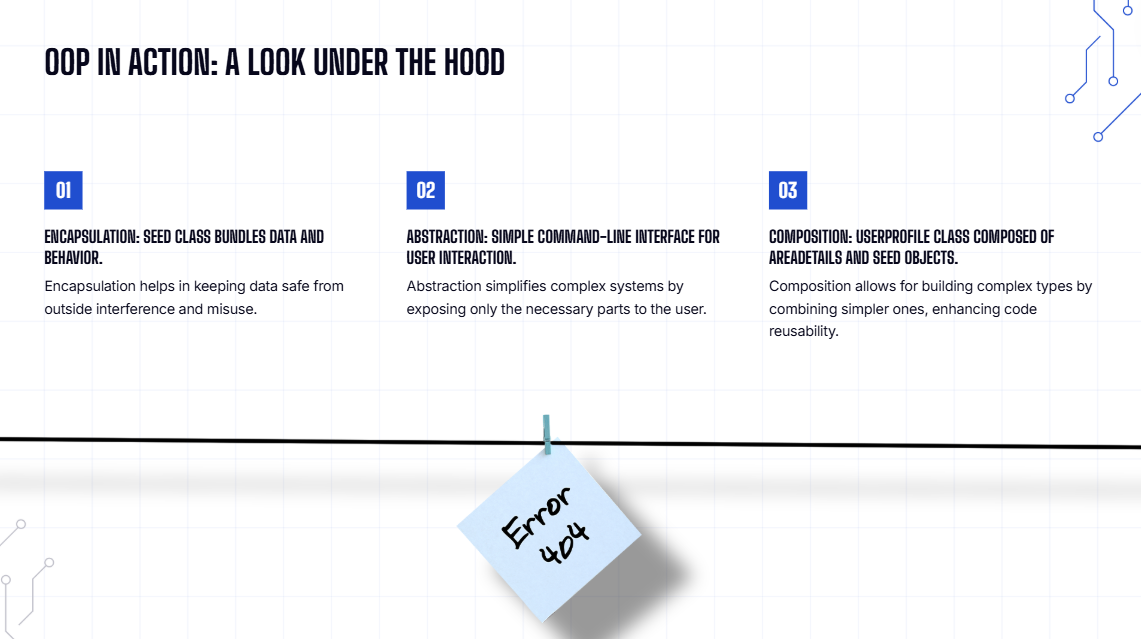 OOP IN ACTION: A LOOK UNDER THE HOOD
01
ENCAPSULATION: SEED CLASS BUNDLES DATA AND
BEHAVIOR.
Encapsulation helps in keeping data safe from
outside interference and misuse.
02
ABSTRACTION: SIMPLE COMMAND-LINE INTERFACE FOR
USER INTERACTION.
Abstraction simplifies complex systems by
exposing only the necessary parts to the user.
03
COMPOSITION: USERPROFILE CLASS COMPOSED OF
AREADETAILS AND SEED OBJECTS.
Composition allows for building complex types by
combining simpler ones, enhancing code
reusability.
Error
404